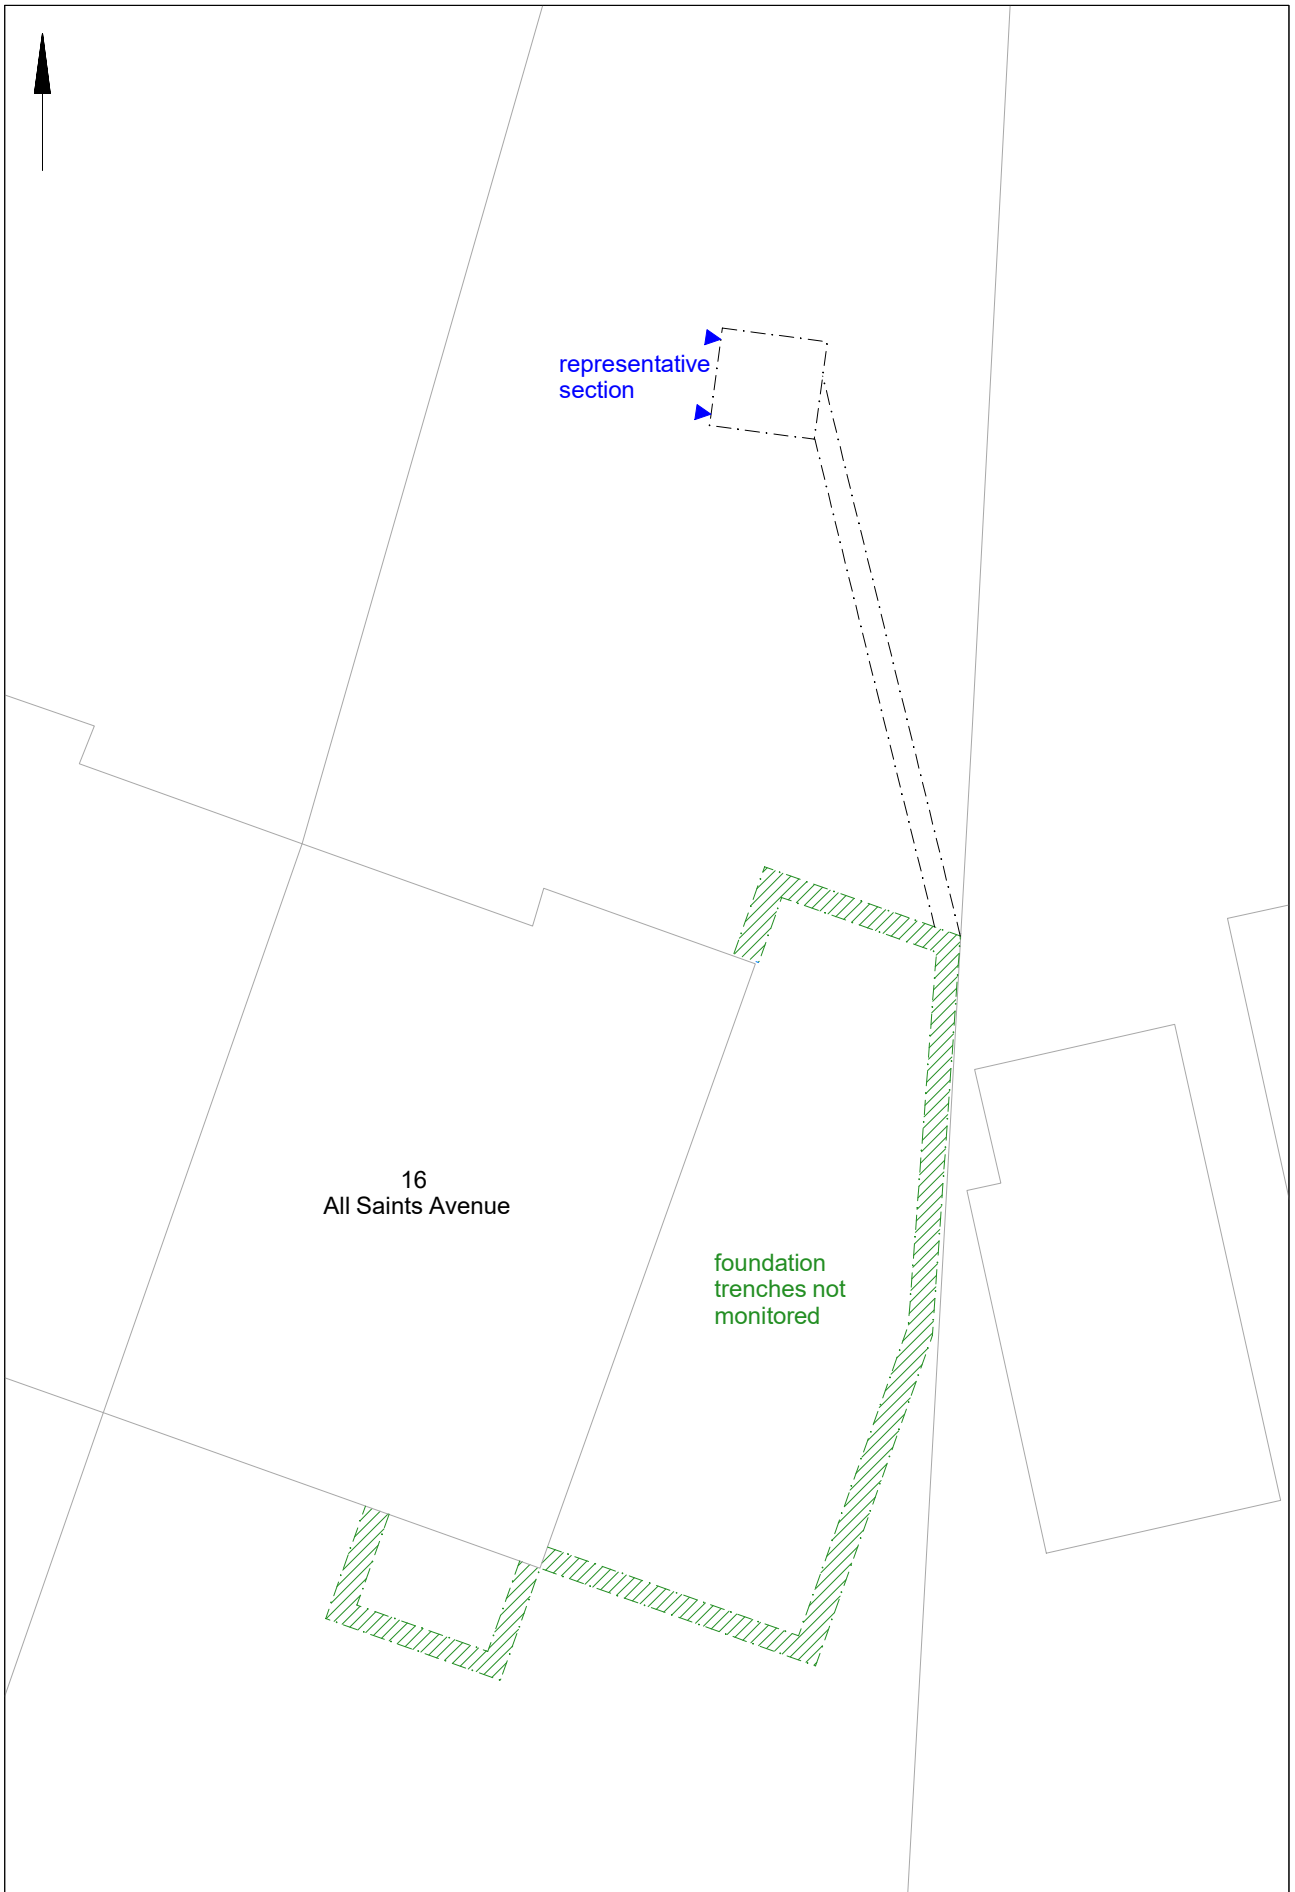 representative
section
16
All Saints Avenue
foundation
trenches not
monitored